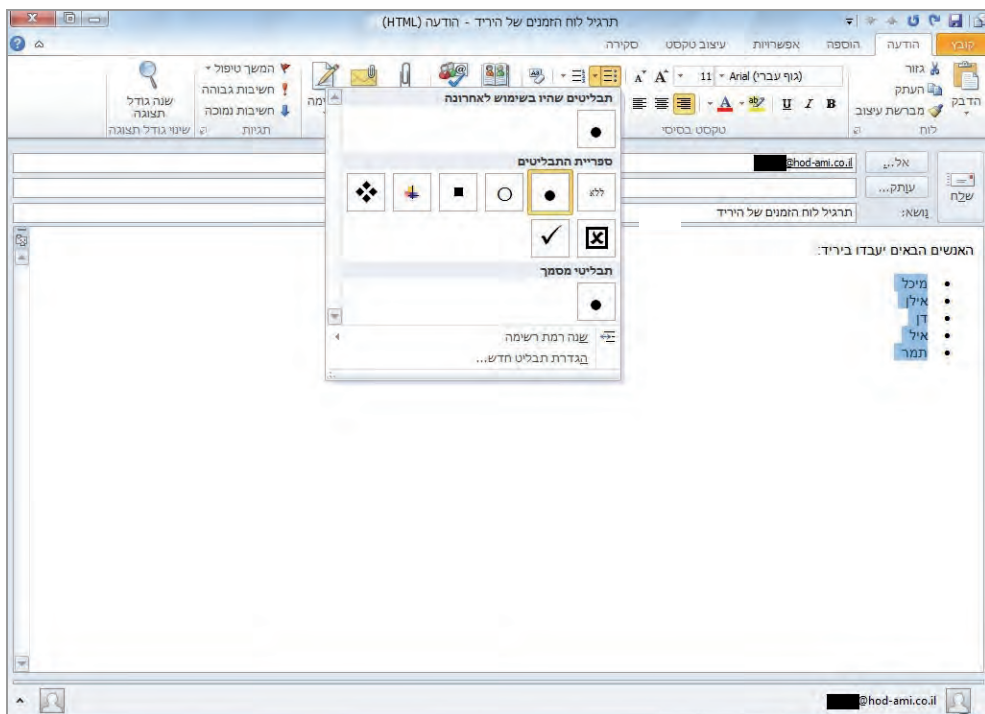 תרגיל לוח הזמנים של היריד - הודעה (HTML)
קובץ הודעה הוספה אפשרויות עיצוב טקסט סקירה
הדבק
גזור
העתק
מברשת עיצוב
לוח
Arial (גוף עברי) 11
B I U
טקסט בסיסי
המשך טיפול
חשיבות גבוהה
חשיבות נמוכה
תגיות
שנה גודל תצוגה
שינוי גודל תצוגה
תבליטים שהיו בשימוש לאחרונה
ספריית התבליטים
ללא
תבליטי מסמך
שנה רמת רשימה
הגדרת תבליט חדש...
שלח
אל...
@hod-ami.co.il
עותק...
נושא:
תרגיל לוח הזמנים של היריד
האנשים הבאים יעבדו ביריד:
• מיכל
• אילן
• דן
• איל
• תמר
@hod-ami.co.il